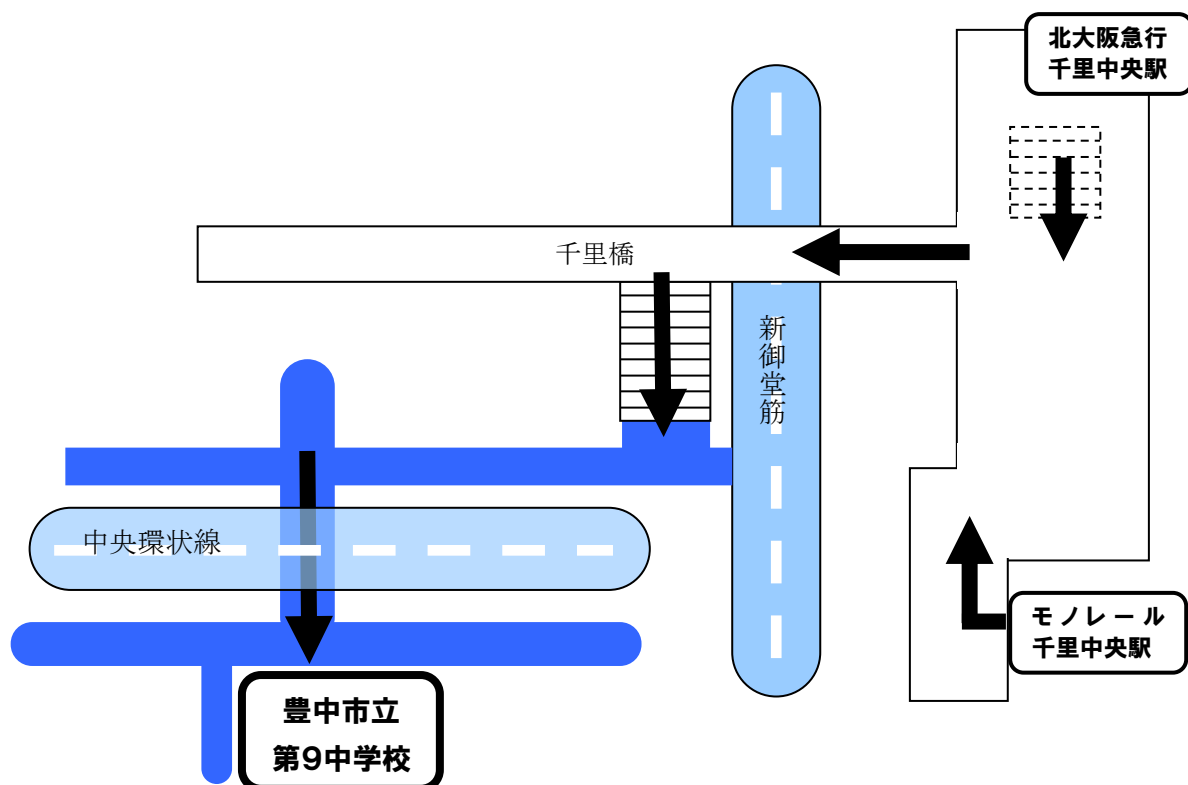 北大阪急行
千里中央駅
千里橋
新御堂筋
中央環状線
モノレール
千里中央駅
豊中市立
第9中学校